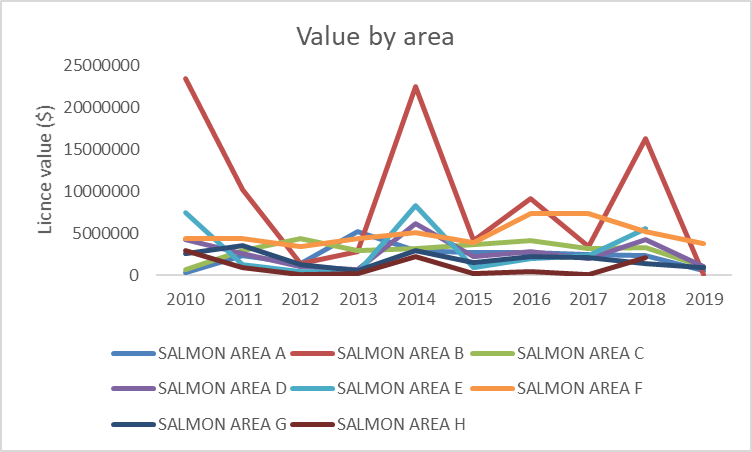 Value by area
Licnce value ($)
25000000
20000000
15000000
10000000
5000000
0
2010 2011 2012 2013 2014 2015 2016 2017 2018 2019
SALMON AREA A SALMON AREA B SALMON AREA C
SALMON AREA D SALMON AREA E SALMON AREA F
SALMON AREA G SALMON AREA H